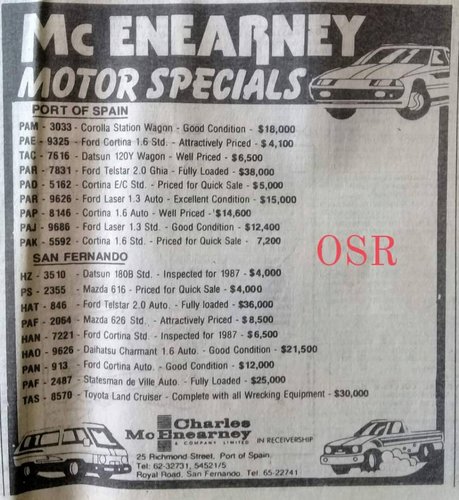 Mc ENEARNEY
MOTOR SPECIALS
PORT OF SPAIN
PAM - 3033 - Corolla Station Wagon - Good Condition - $18,000
PAE - 9325 - Ford Cortina 1.6 Std. - Attractively Priced - $4,100
TAC - 7616 - Datsun 120Y Wagon - Well Priced - $6,500
PAR - 7831 - Ford Telstar 2.0 Ghia - Fully Loaded - $38,000
PAD - 5162 - Cortina E/C Std. - Priced for Quick Sale - $5,000
PAR - 9626 - Ford Laser 1.3 Auto - Excellent Condition - $15,000
PAP - 8146 - Cortina 1.6 Auto - Well Priced - $14,600
PAJ - 9686 - Ford Laser 1.3 Std. - Good Condition - $12,400
PAK - 5592 - Cortina 1.6 Std. - Priced for Quick Sale - 7,200
OSR
SAN FERNANDO
HZ - 3510 - Datsun 180B Std. - Inspected for 1987 - $4,000
PS - 2355 - Mazda 616 - Priced for Quick Sale - $4,000
HAT - 846 - Ford Telstar 2.0 Auto. - Fully loaded - $36,000
PAF - 2064 - Mazda 626 Std. - Attractively Priced - $8,500
HAN - 7221 - Ford Cortina Std. - Inspected for 1987 - $6,500
HAO - 9626 - Daihatsu Charmant 1.6 Auto. - Good Condition - $21,500
PAN - 913 - Ford Cortina Auto. - Good Condition - $12,000
PAF - 2487 - Statesman de Ville Auto. - Fully Loaded - $25,000
TAS - 8570 - Toyota Land Cruiser - Complete with all Wrecking Equipment - $30,000
Charles
McEnearney
& COMPANY LIMITED IN RECEIVERSHIP
25 Richmond Street, Port of Spain.
Tel: 62-32731, 54521/5
Royal Road, San Fernando. Tel. 65-22741